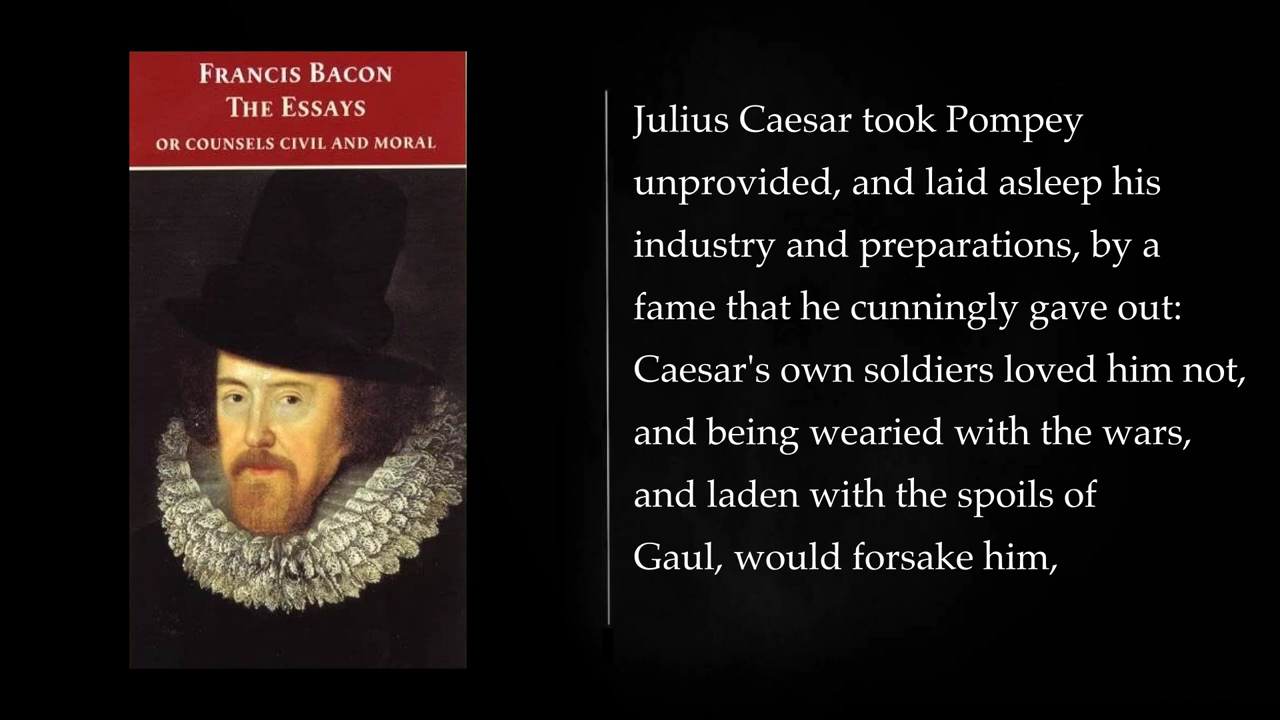 FRANCIS BACON
THE ESSAYS
OR COUNSELS CIVIL AND MORAL
Julius Caesar took Pompey
unprovided, and laid asleep his
industry and preparations, by a
fame that he cunningly gave out:
Caesar's own soldiers loved him not,
and being wearied with the wars,
and laden with the spoils of
Gaul, would forsake him,